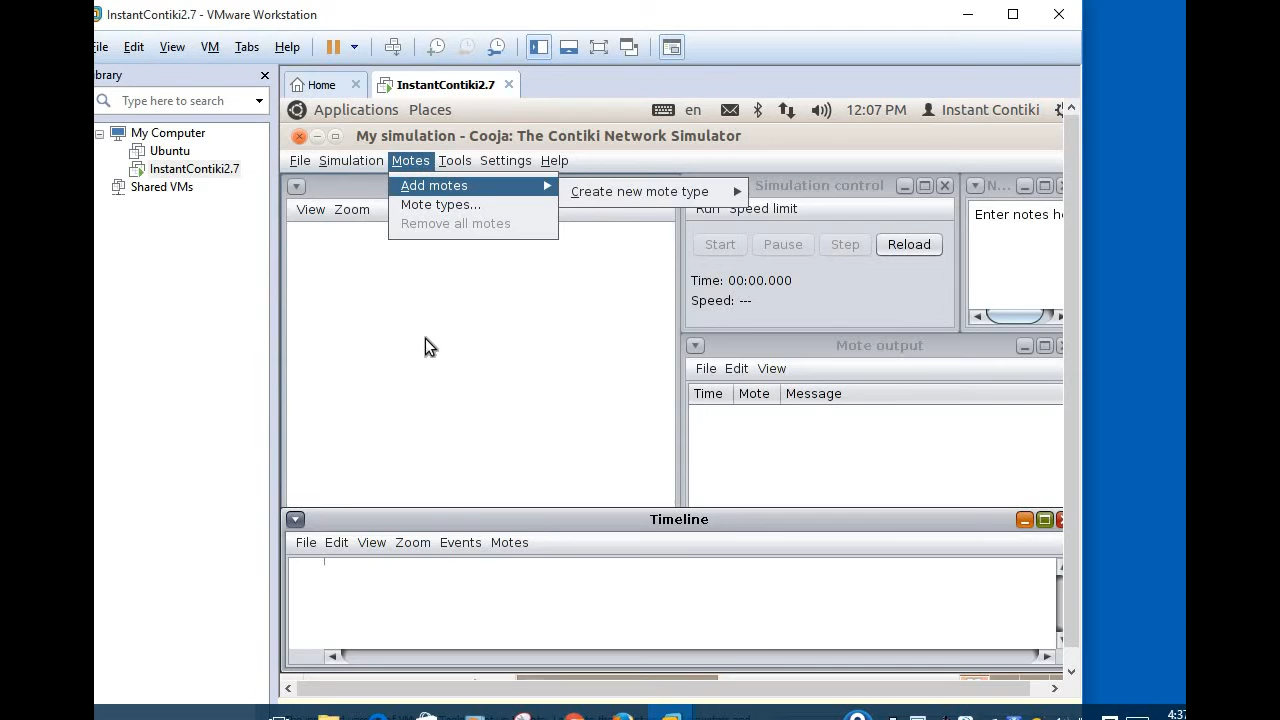 InstantContiki2.7 - VMware Workstation
File Edit View VM Tabs Help
Library
Type here to search
My Computer
Ubuntu
InstantContiki2.7
Shared VMs
Home InstantContiki2.7
Applications Places en 12:07 PM Instant Contiki
My simulation - Cooja: The Contiki Network Simulator
File Simulation Motes Tools Settings Help
Add motes
Mote types...
Remove all motes
Create new mote type
View Zoom
Simulation control
Run Speed limit
Start Pause Step Reload
Time: 00:00.000
Speed: ---
N...
Enter notes he
Mote output
File Edit View
Time Mote Message
Timeline
File Edit View Zoom Events Motes